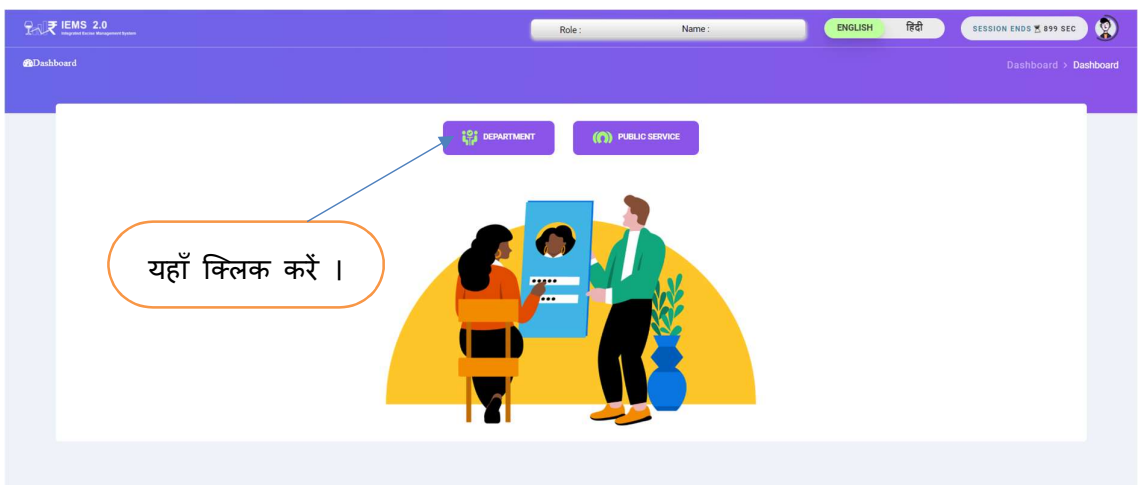 IEMS 2.0
Integrated Excise Management System
Role : Name :
ENGLISH हिंदी
SESSION ENDS 899 SEC
Dashboard
Dashboard > Dashboard
DEPARTMENT
PUBLIC SERVICE
यहाँ क्लिक करें ।